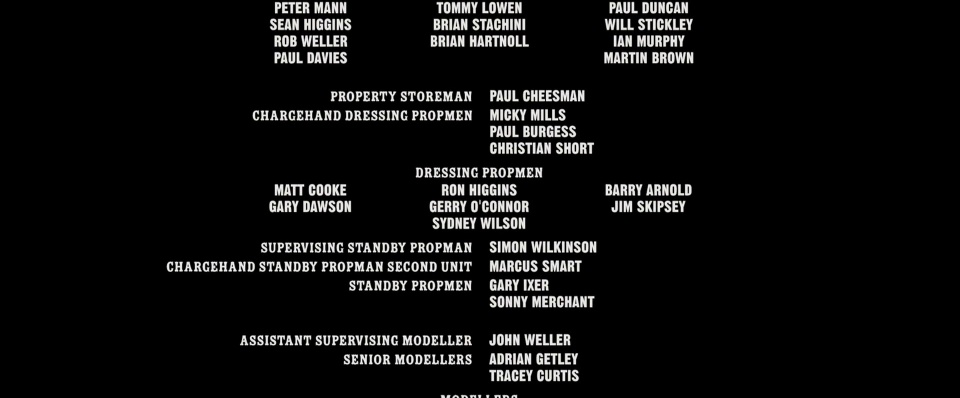 PETER MANN TOMMY LOWEN PAUL DUNCAN
SEAN HIGGINS BRIAN STACHINI WILL STICKLEY
ROB WELLER BRIAN HARTNOLL IAN MURPHY
PAUL DAVIES MARTIN BROWN
PROPERTY STOREMAN PAUL CHEESMAN
CHARGEHAND DRESSING PROPMEN MICKY MILLS
PAUL BURGESS
CHRISTIAN SHORT
DRESSING PROPMEN
MATT COOKE RON HIGGINS BARRY ARNOLD
GARY DAWSON GERRY O'CONNOR JIM SKIPSEY
SYDNEY WILSON
SUPERVISING STANDBY PROPMAN SIMON WILKINSON
CHARGEHAND STANDBY PROPMAN SECOND UNIT MARCUS SMART
STANDBY PROPMEN GARY IXER
SONNY MERCHANT
ASSISTANT SUPERVISING MODELLER JOHN WELLER
SENIOR MODELLERS ADRIAN GETLEY
TRACEY CURTIS
MODELLERS